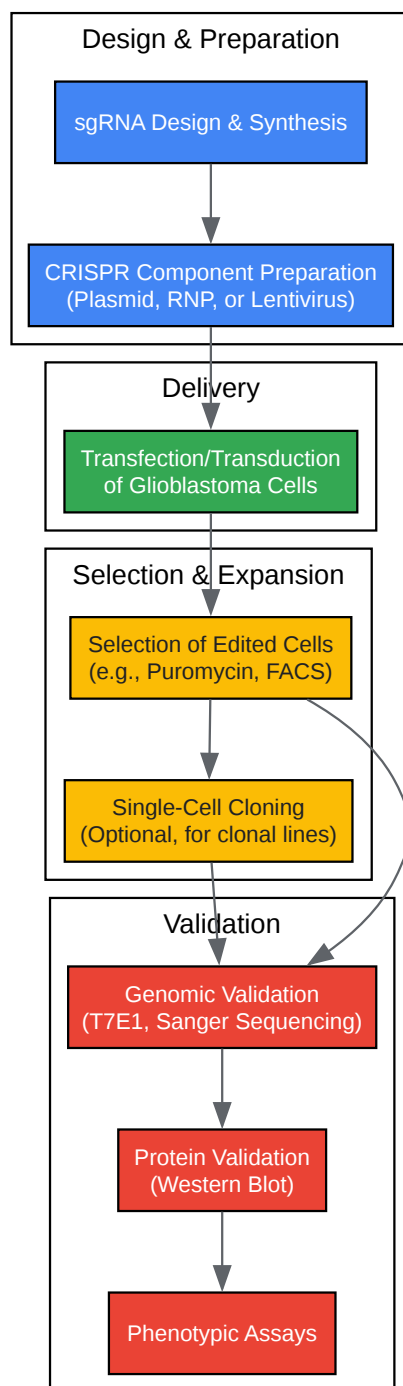 Design & Preparation
sgRNA Design & Synthesis
CRISPR Component Preparation
(Plasmid, RNP, or Lentivirus)
Delivery
Transfection/Transduction
of Glioblastoma Cells
Selection & Expansion
Selection of Edited Cells
(e.g., Puromycin, FACS)
Single-Cell Cloning
(Optional, for clonal lines)
Validation
Genomic Validation
(T7E1, Sanger Sequencing)
Protein Validation
(Western Blot)
Phenotypic Assays